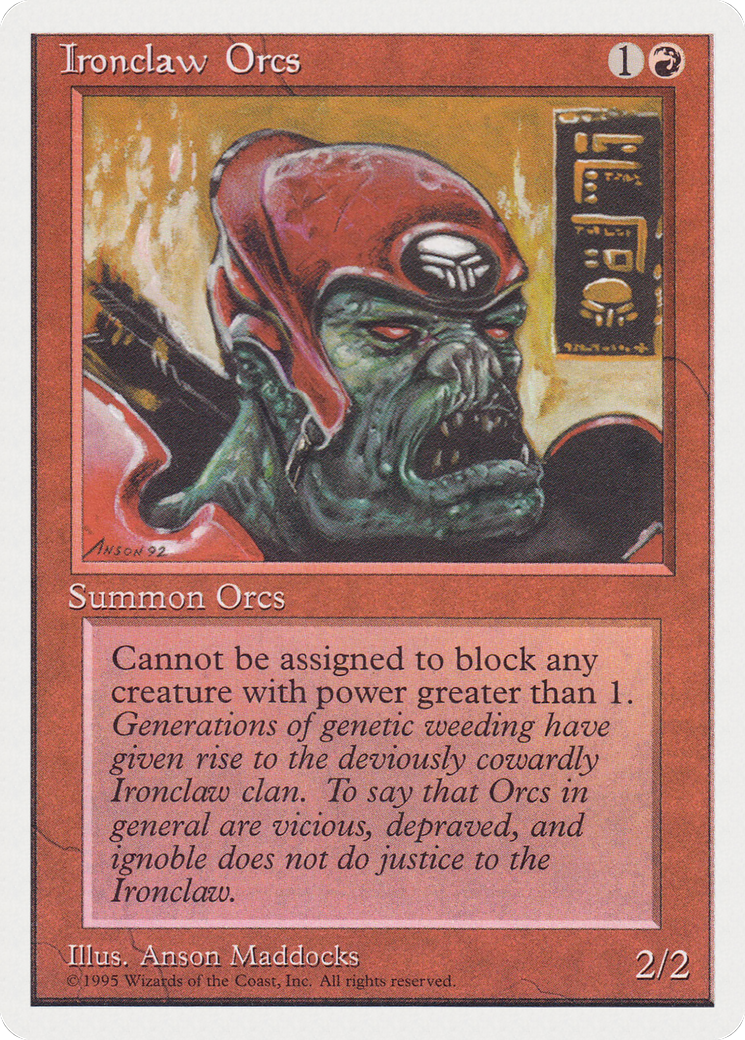 Ironclaw Orcs
1
ANSON 92
Summon Orcs
Cannot be assigned to block any
creature with power greater than 1.
Generations of genetic weeding have
given rise to the deviously cowardly
Ironclaw clan. To say that Orcs in
general are vicious, depraved, and
ignoble does not do justice to the
Ironclaw.
Illus. Anson Maddocks
2/2
© 1995 Wizards of the Coast, Inc. All rights reserved.